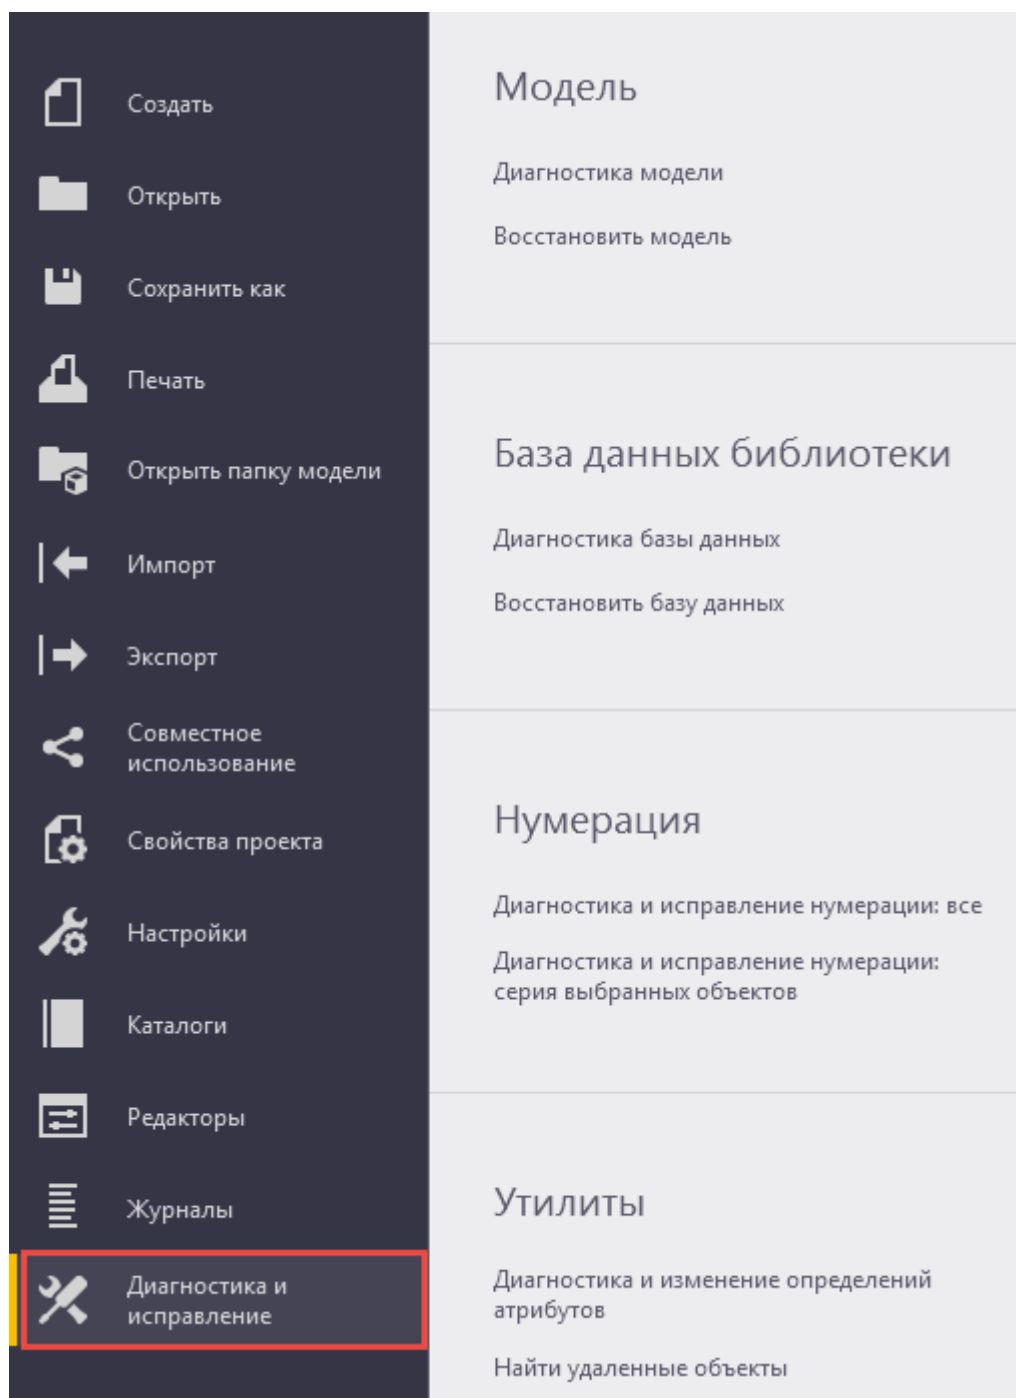 Создать
Открыть
Сохранить как
Печать
Открыть папку модели
Импорт
Экспорт
Совместное
использование
Свойства проекта
Настройки
Каталоги
Редакторы
Журналы
Диагностика и
исправление
Модель
Диагностика модели
Восстановить модель
База данных библиотеки
Диагностика базы данных
Восстановить базу данных
Нумерация
Диагностика и исправление нумерации: все
Диагностика и исправление нумерации:
серия выбранных объектов
Утилиты
Диагностика и изменение определений
атрибутов
Найти удаленные объекты